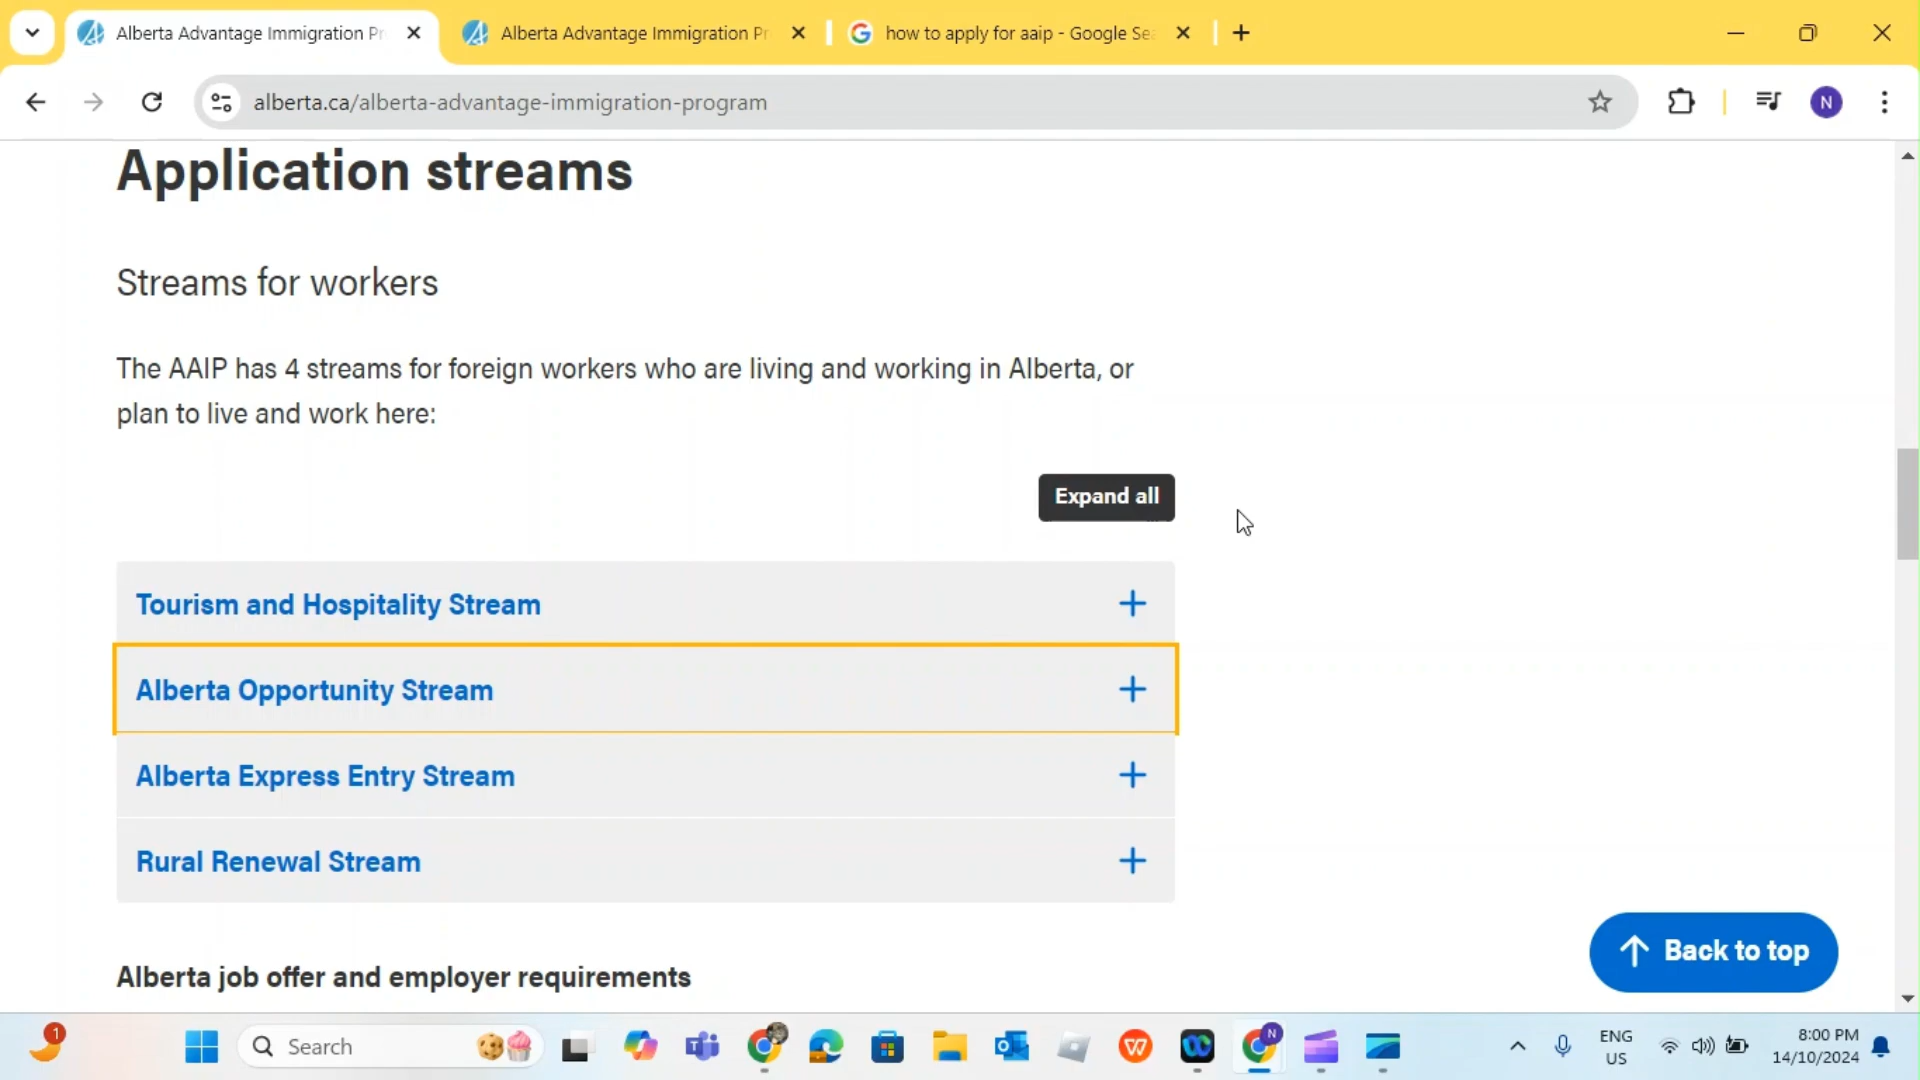 Alberta Advantage Immigration Pr
Alberta Advantage Immigration Pr
how to apply for aaip - Google Sea
alberta.ca/alberta-advantage-immigration-program
N
Application streams
Streams for workers
The AAIP has 4 streams for foreign workers who are living and working in Alberta, or
plan to live and work here:
Expand all
Tourism and Hospitality Stream
Alberta Opportunity Stream
Alberta Express Entry Stream
Rural Renewal Stream
Back to top
Alberta job offer and employer requirements
1
Search
N
ENG
US
8:00 PM
14/10/2024